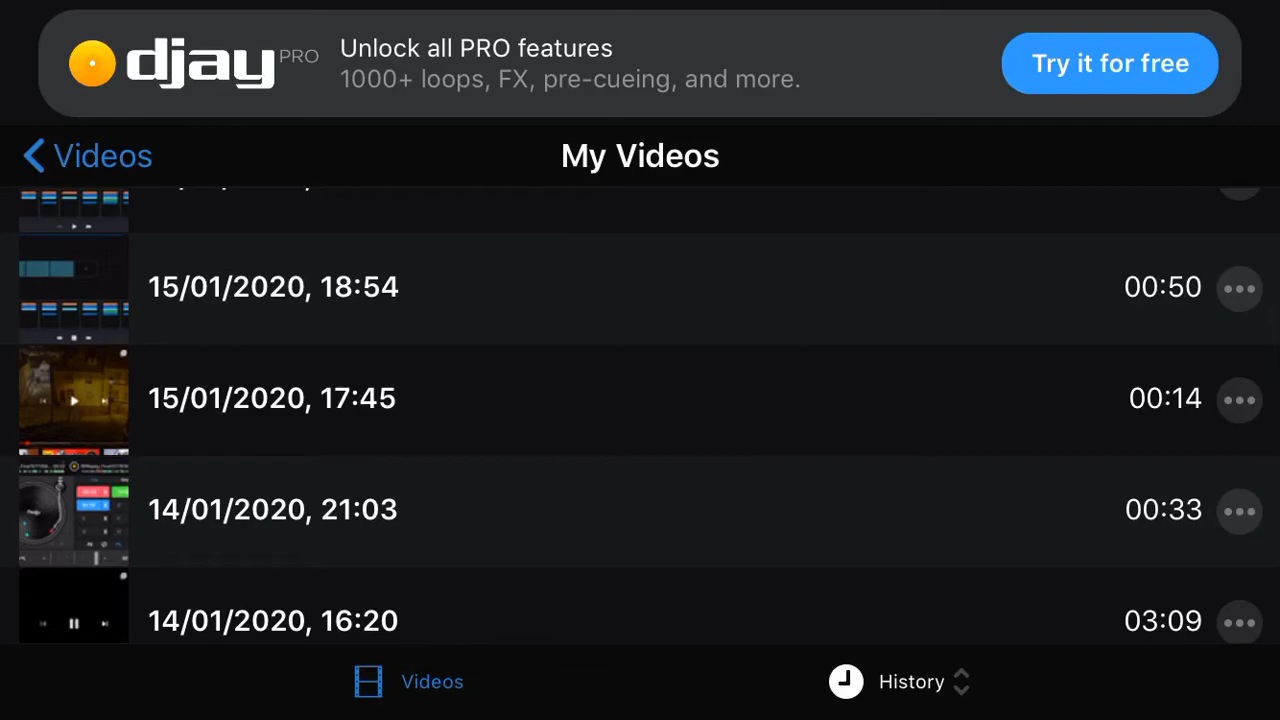 djay PRO
Unlock all PRO features
1000+ loops, FX, pre-cueing, and more.
Try it for free
Videos
My Videos
15/01/2020, 18:54
00:50
15/01/2020, 17:45
00:14
14/01/2020, 21:03
00:33
14/01/2020, 16:20
03:09
Videos
History